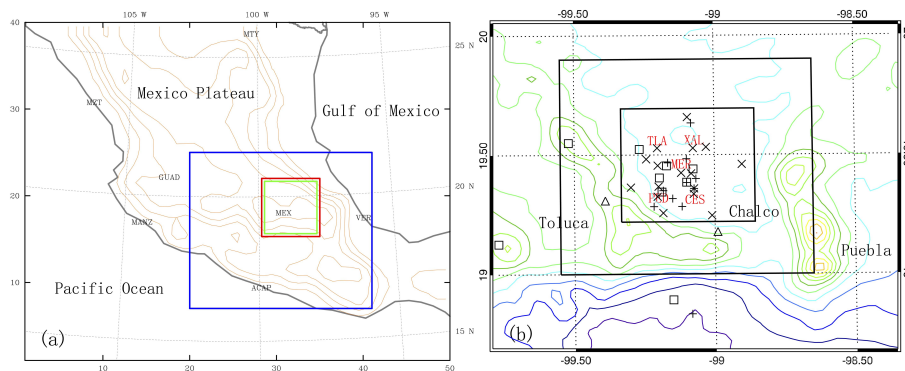 105 W 100 W 95 W
40 30 20 10
MTY
25 N
Mexico Plateau
MZT
Gulf of Mexico
GUAD
20 N
MEX
MANZ
VER
Pacific Ocean
ACAP
15 N
(a)
10 20 30 40 50
-99.50 -99 -98.50
20
19.50
19
TLA XAL
MER
PED CES
Toluca
Chalco
Puebla
(b)
-99.50 -99 -98.50